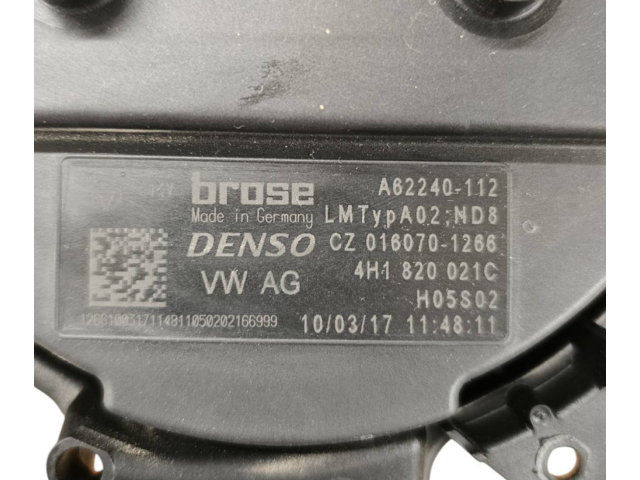 brose A62240-112
Made in Germany LMTypA02;ND8
DENSO CZ 016070-1266
VW AG 4H1 820 021C
H05S02
10/03/17 11:48:11